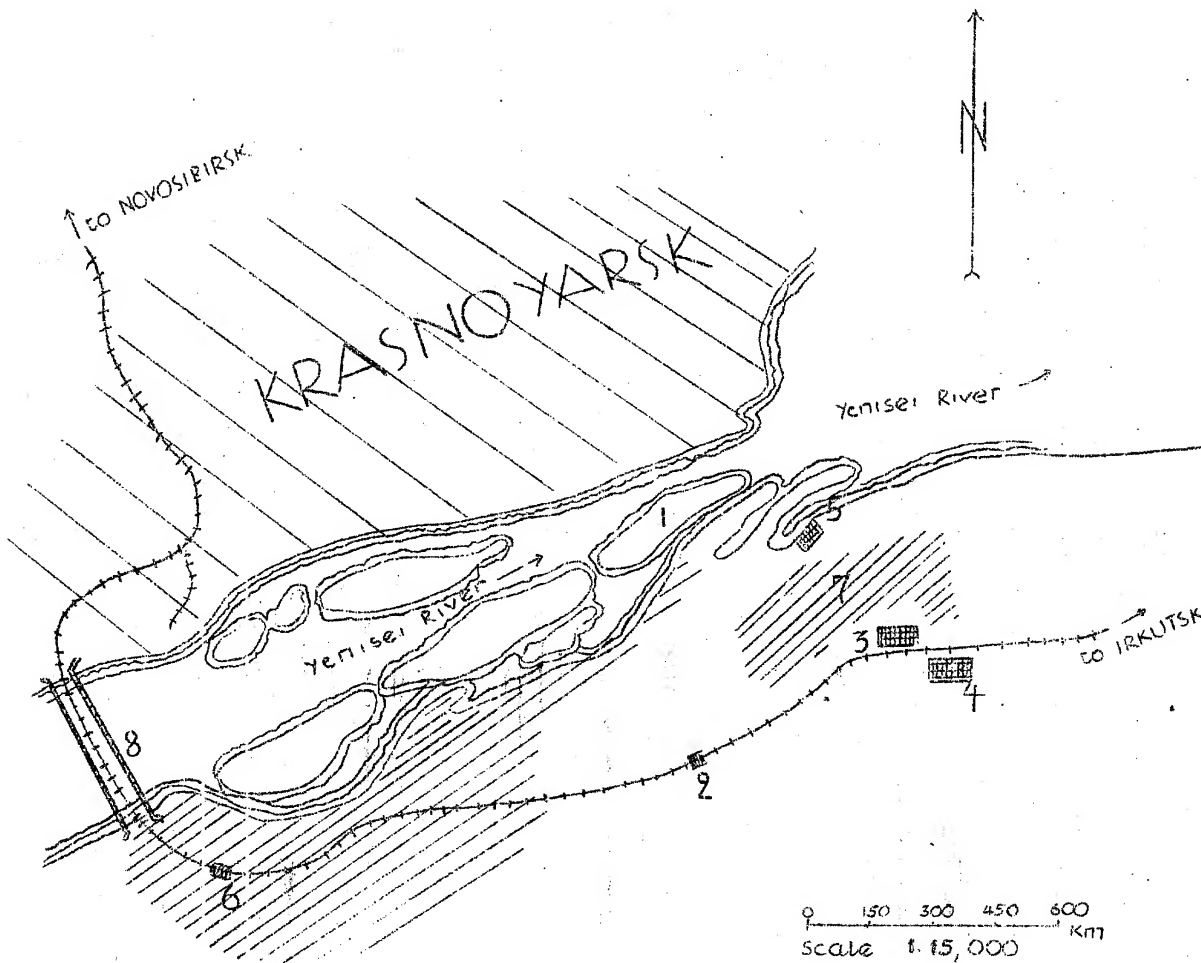 N
to NOVOSIBIRSK
KRASNOYARSK
Yenisei River
1
5
7
Yenisei River
3
to IRKUTSK
4
8
2
6
0 150 300 450 600
Km
Scale 1:15,000